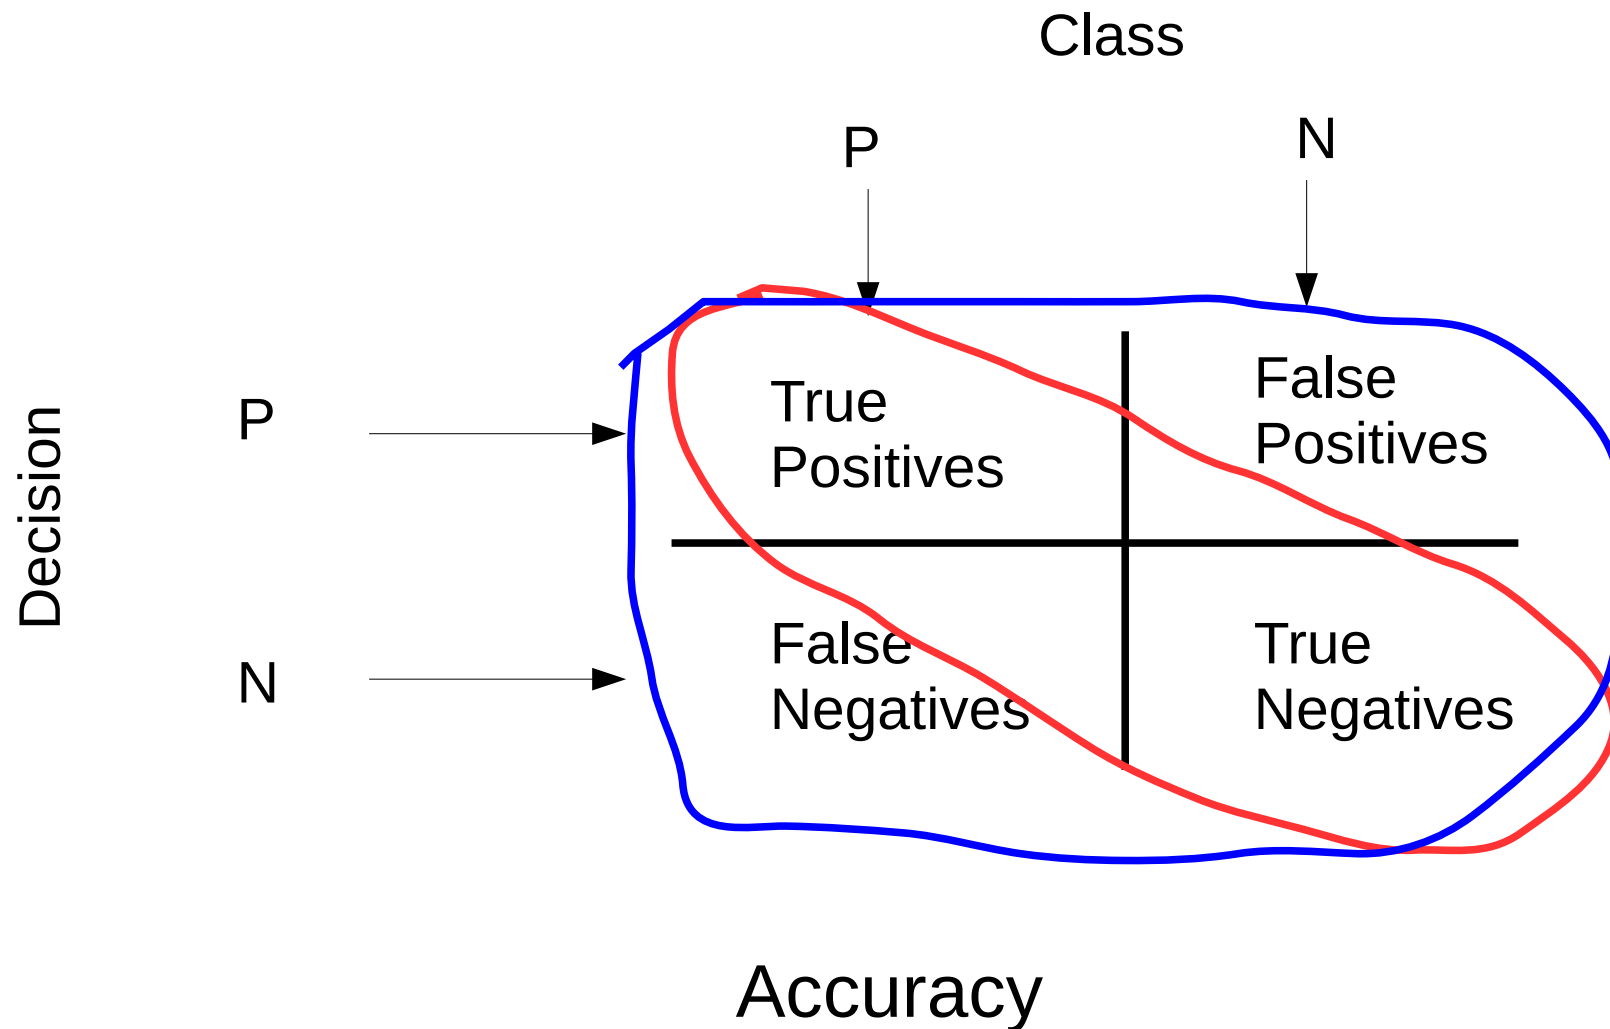 Class
P
N
Decision
P
True
Positives
False
Positives
N
False
Negatives
True
Negatives
Accuracy